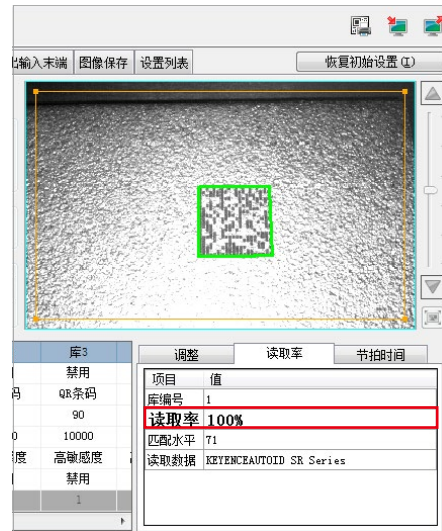 输入末端 图像保存 设置列表 恢复初始设置(I)
库3
禁用
QR条码
90
10000
高敏感度
禁用
1
调整 读取率 节拍时间
项目 值
库编号 1
读取率 100%
匹配水平 71
读取数据 KEYENCEAUTOID SR Series